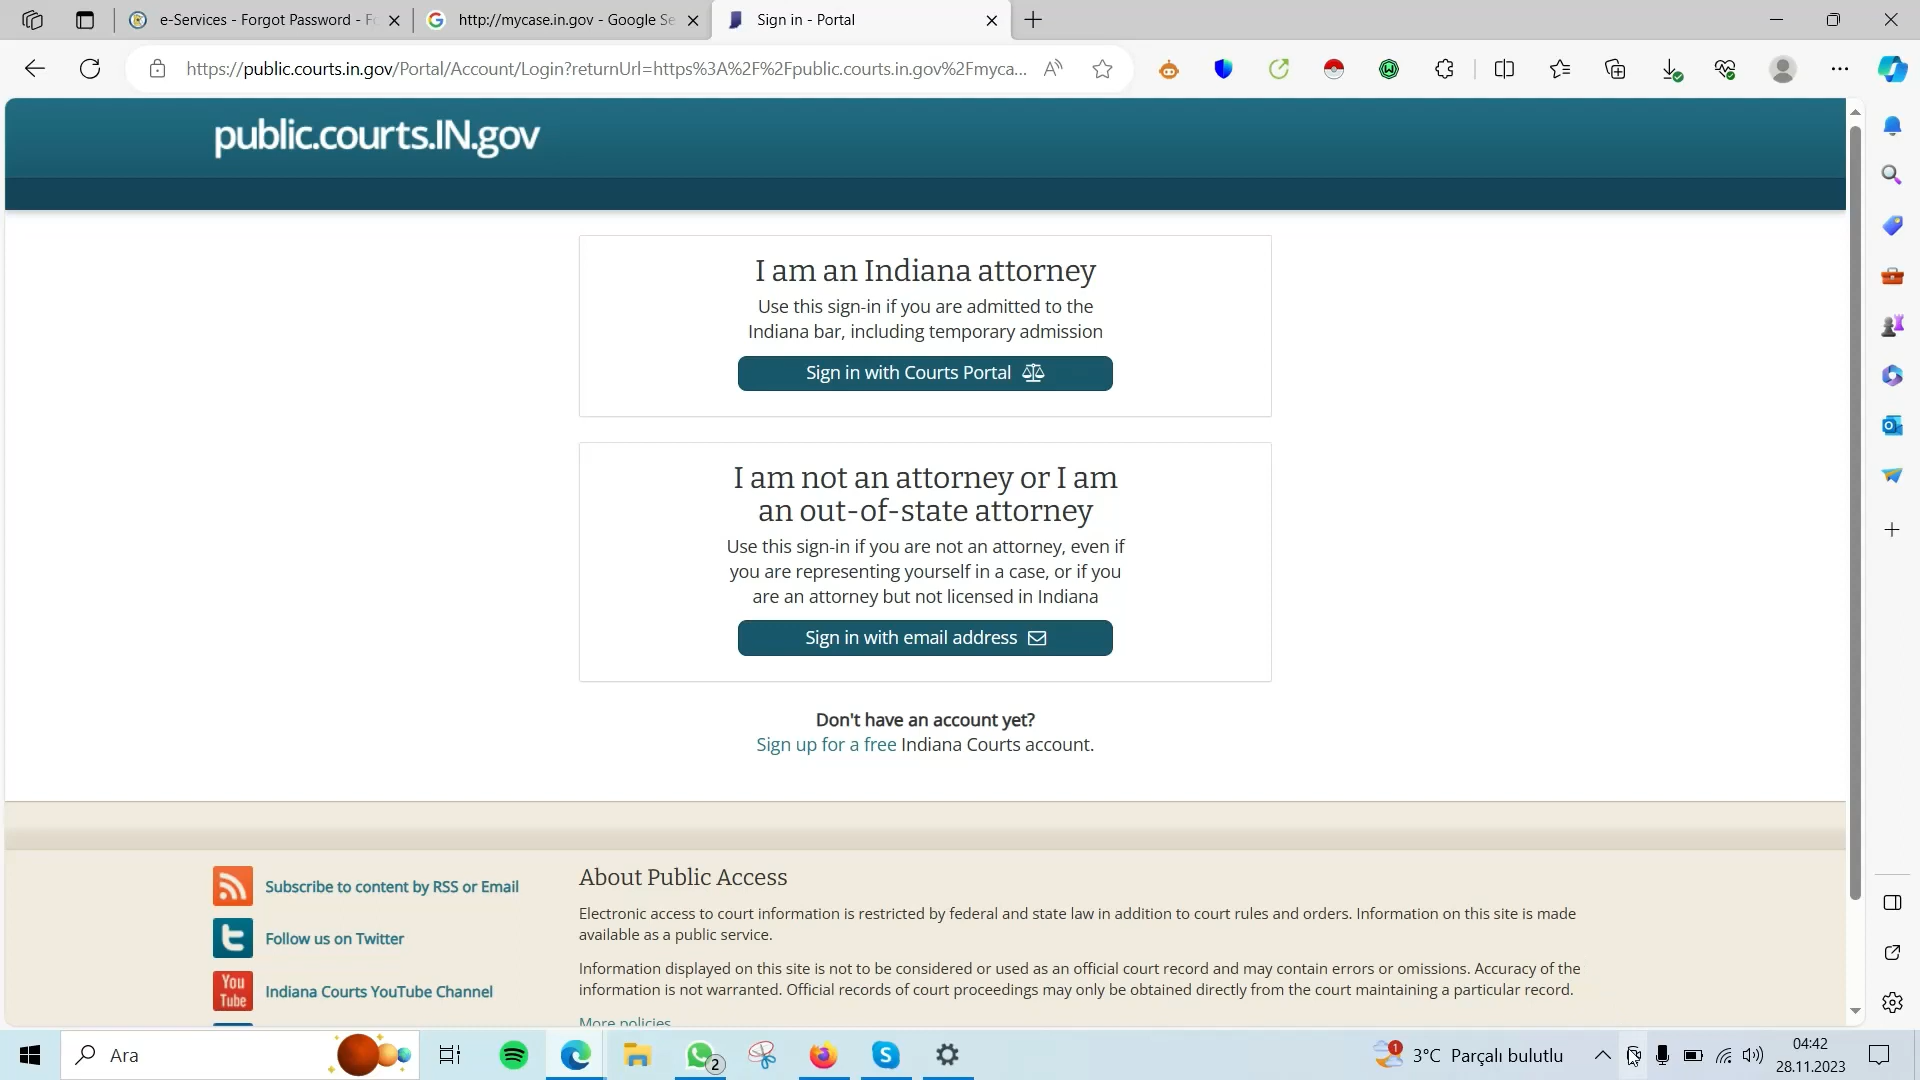 e-Services - Forgot Password - F
http://mycase.in.gov - Google Se
Sign in - Portal
https://public.courts.in.gov/Portal/Account/Login?returnUrl=https%3A%2F%2Fpublic.courts.in.gov%2Fmyca...
public.courts.IN.gov
I am an Indiana attorney
Use this sign-in if you are admitted to the
Indiana bar, including temporary admission
Sign in with Courts Portal
I am not an attorney or I am
an out-of-state attorney
Use this sign-in if you are not an attorney, even if
you are representing yourself in a case, or if you
are an attorney but not licensed in Indiana
Sign in with email address
Don't have an account yet?
Sign up for a free Indiana Courts account.
Subscribe to content by RSS or Email
Follow us on Twitter
You
Tube
Indiana Courts YouTube Channel
About Public Access
Electronic access to court information is restricted by federal and state law in addition to court rules and orders. Information on this site is made
available as a public service.
Information displayed on this site is not to be considered or used as an official court record and may contain errors or omissions. Accuracy of the
information is not warranted. Official records of court proceedings may only be obtained directly from the court maintaining a particular record.
More policies
Ara
2
1
3°C Parçalı bulutlu
04:42
28.11.2023